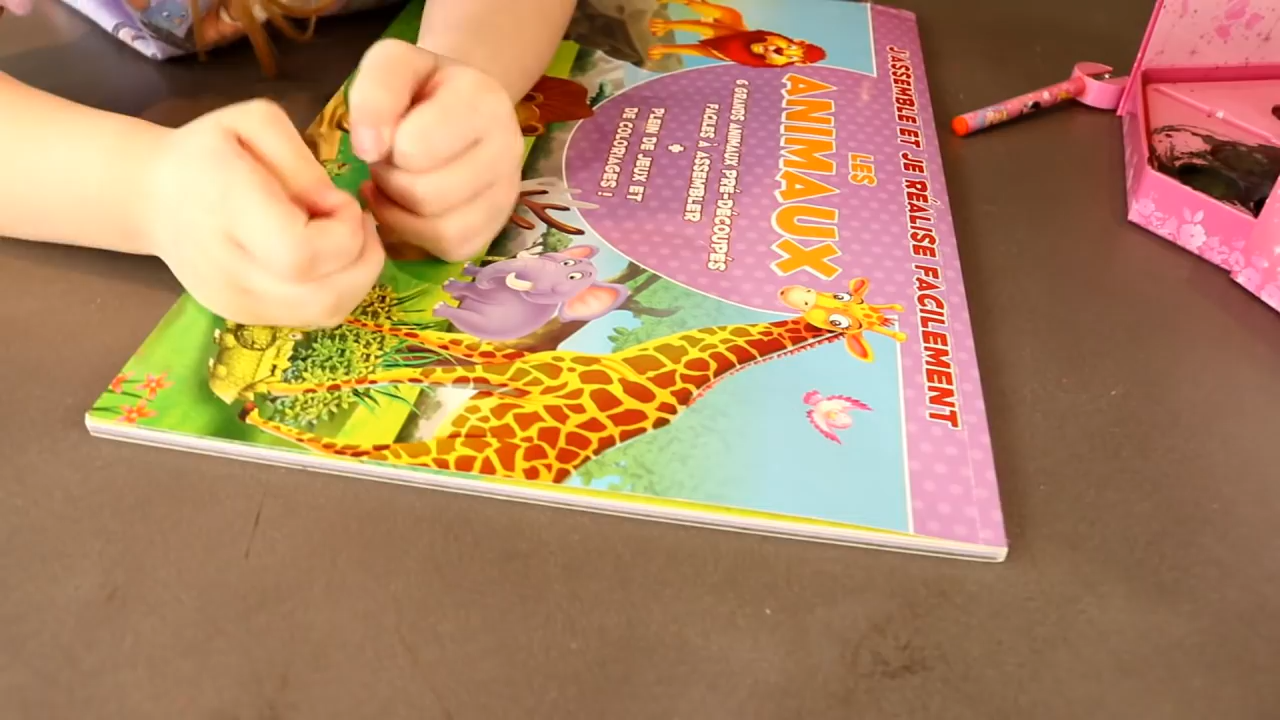 J'ASSEMBLE ET JE RÉALISE FACILEMENT
LES
ANIMAUX
6 GRANDS ANIMAUX PRÉ-DÉCOUPÉS
FACILES À ASSEMBLER
+
PLEIN DE JEUX ET
DE COLORIAGES !